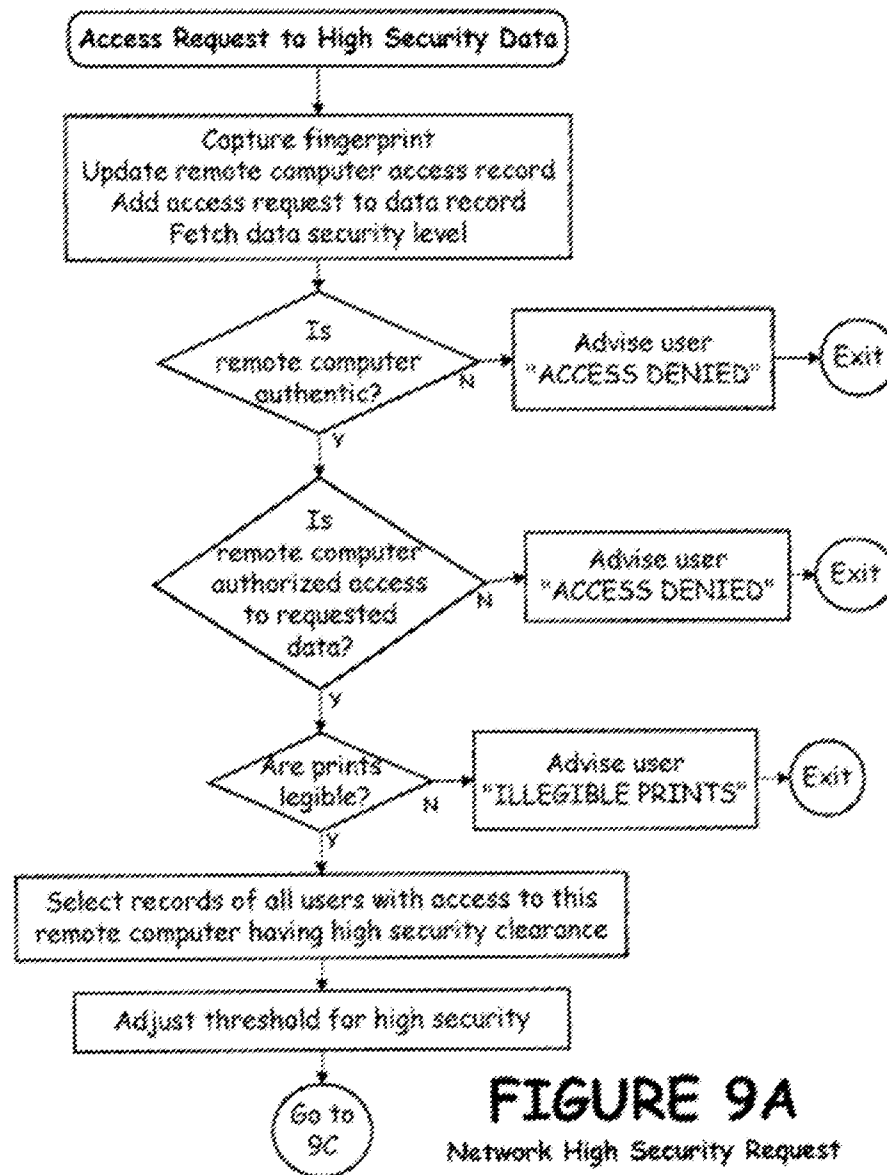 Access Request to High Security Data
Capture fingerprint
Update remote computer access record
Add access request to data record
Fetch data security level
Is
remote computer
authentic?
N
Y
Advise user
"ACCESS DENIED"
Exit
Is
remote computer
authorized access
to requested
data?
N
Y
Advise user
"ACCESS DENIED"
Exit
Are prints
legible?
N
Y
Advise user
"ILLEGIBLE PRINTS"
Exit
Select records of all users with access to this
remote computer having high security clearance
Adjust threshold for high security
Go to
9C
FIGURE 9A
Network High Security Request